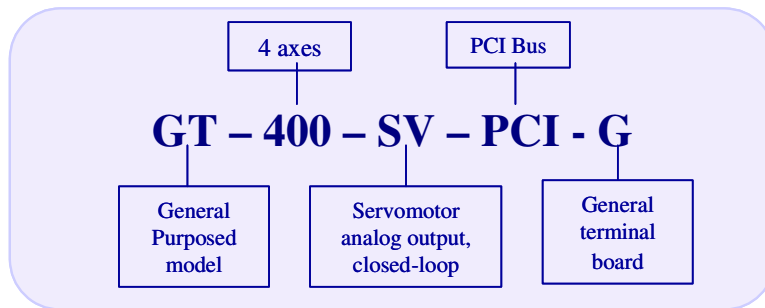 4 axes
PCI Bus
GT – 400 – SV – PCI - G
General
Purposed
model
Servomotor
analog output,
closed-loop
General
terminal
board